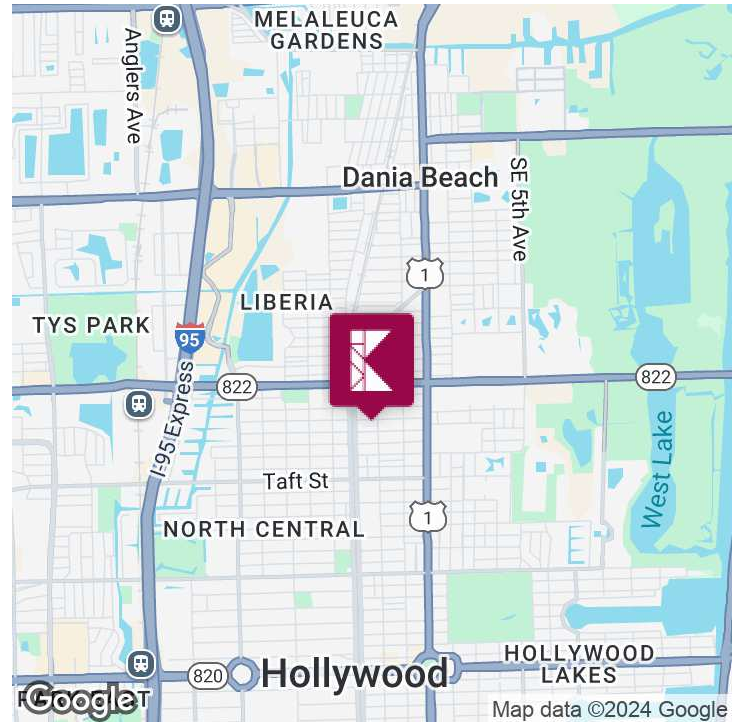 MELALEUCA
GARDENS
Anglers Ave
Dania Beach
SE 5th Ave
1
LIBERIA
TYS PARK
95
K
822
822
I-95 Express
West Lake
Taft St
1
NORTH CENTRAL
HOLLYWOOD
LAKES
820
Hollywood
Google
Map data ©2024 Google